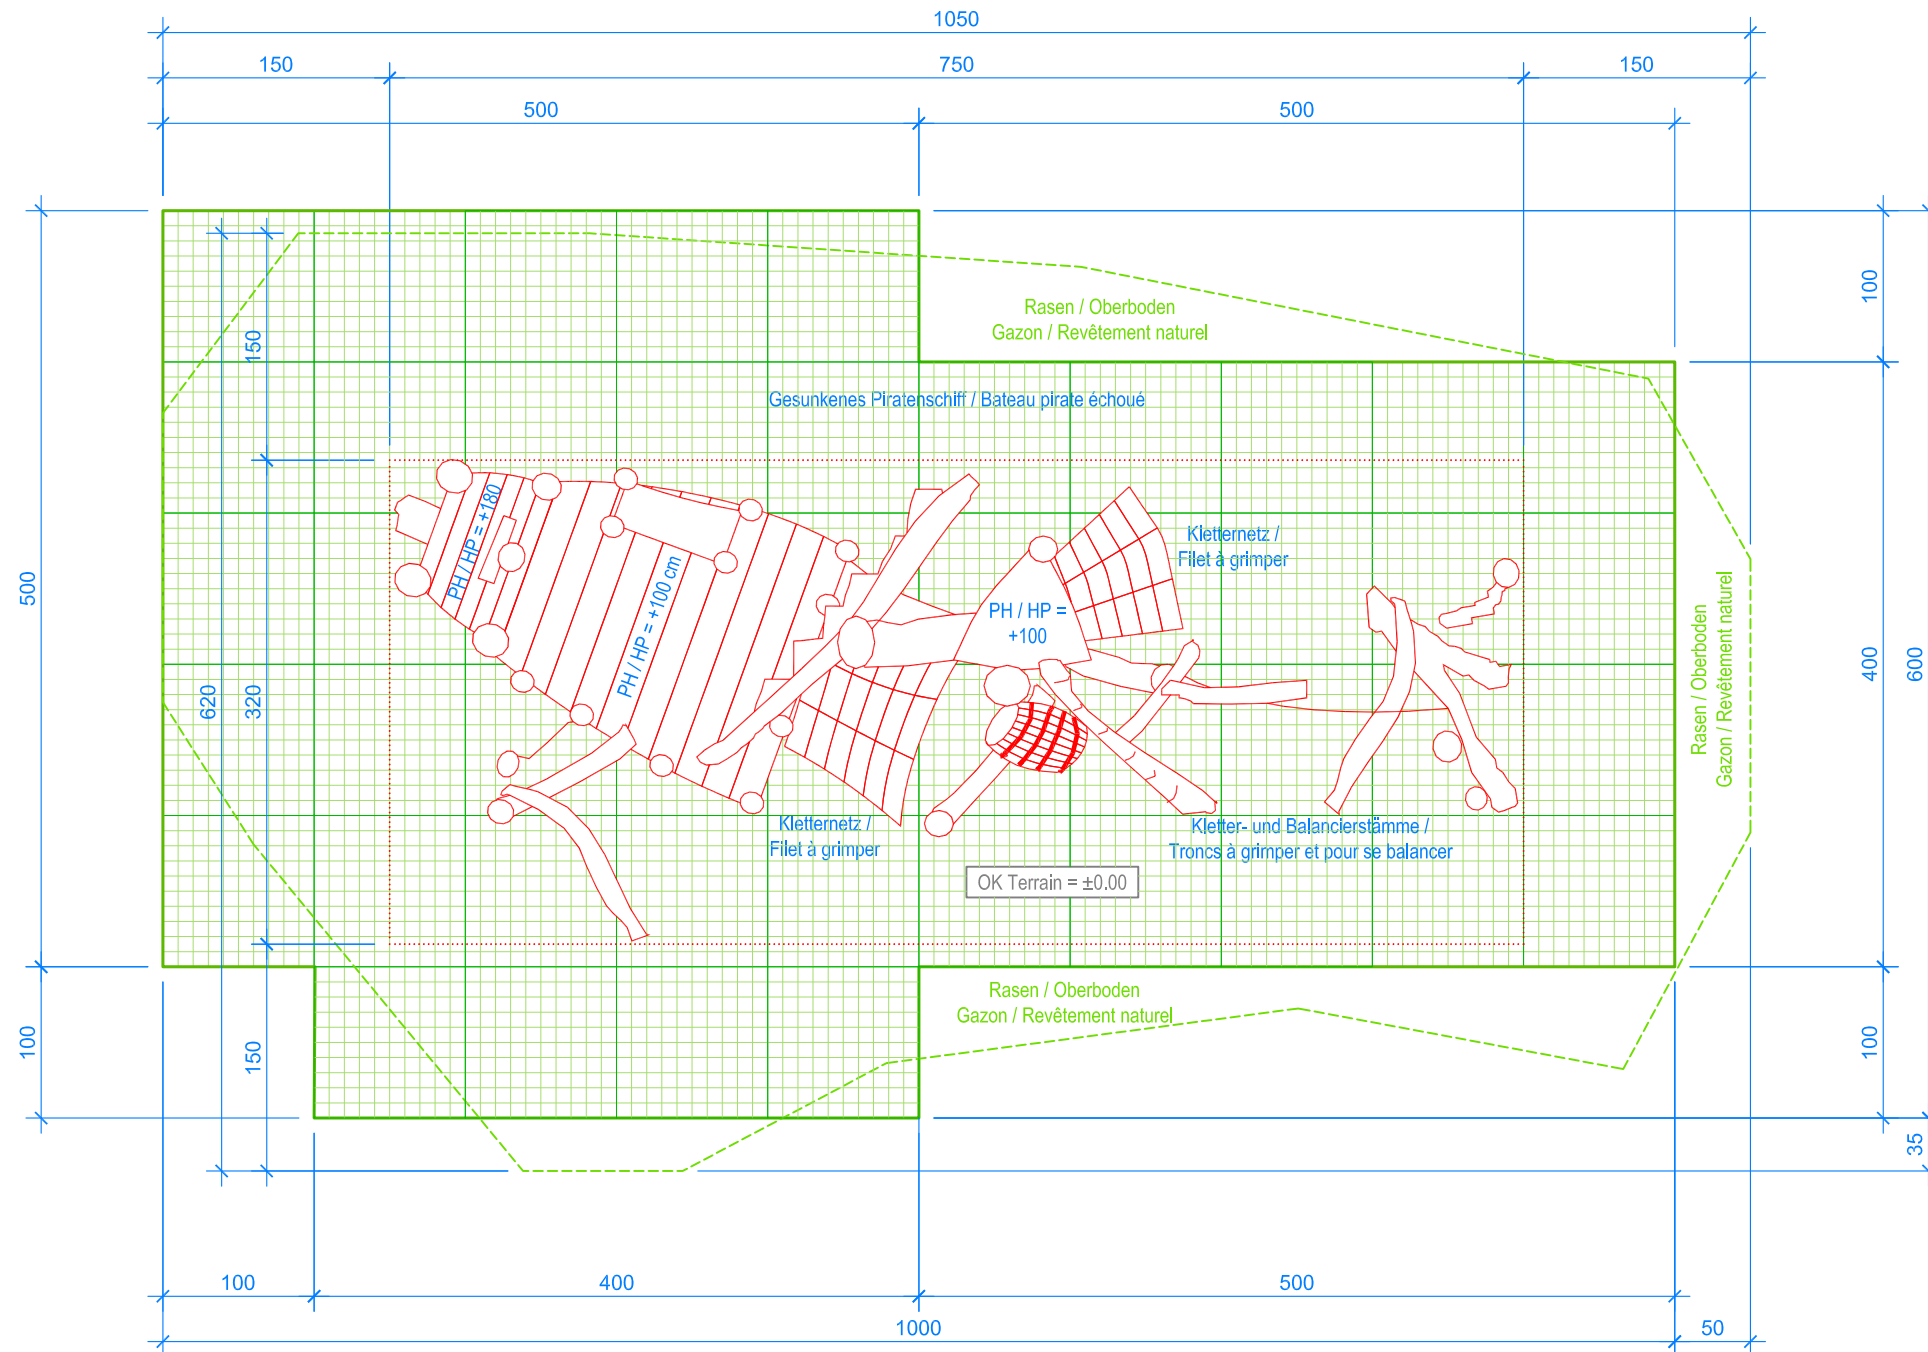 1050
150
750
150
500
500
Rasen / Oberboden
Gazon / Revêtement naturel
100
150
Gesunkenes Piratenschiff / Bateau pirate échoué
PH / HP = +180
PH / HP = +100 cm
Kletternetz /
Filet à grimper
PH / HP =
+100
500
620
320
400
600
Rasen / Oberboden
Gazon / Revêtement naturel
Kletternetz /
Filet à grimper
Kletter- und Balancierstämme /
Troncs à grimper et pour se balancer
OK Terrain = ±0.00
Rasen / Oberboden
Gazon / Revêtement naturel
100
150
100
35
100
400
500
1000
50